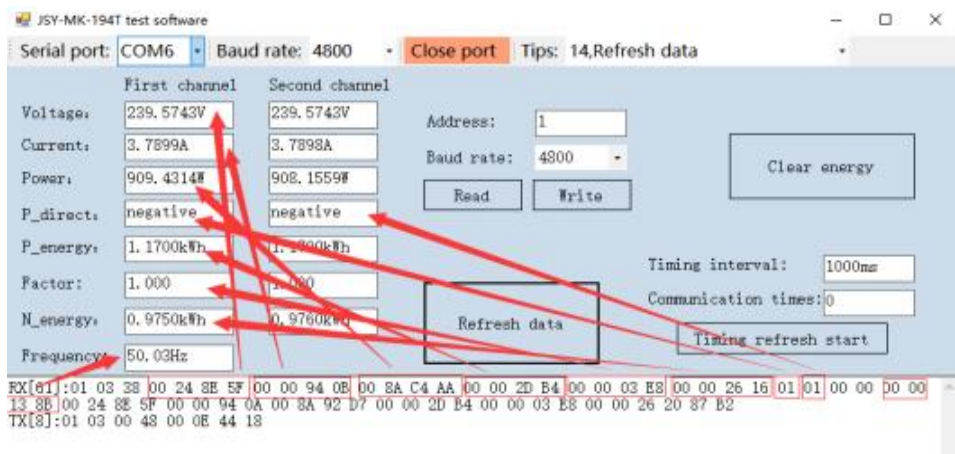 JSY-MK-194T test software
Serial port: COM6 Baud rate: 4800 Close port Tips: 14,Refresh data
First channel Second channel
Voltage: 239.5743V 239.5743V
Address: 1
Current: 3.7899A 3.7898A
Baud rate: 4800
Clear energy
Power: 909.4314W 908.1559W
Read Write
P_direct: negative negative
P_energy: 1.1700kWh 1.1700kWh
Timing interval: 1000ms
Factor: 1.000 1.000
Communication times: 0
N_energy: 0.9750kWh 0.9760kWh
Refresh data
Timing refresh start
Frequency: 50.03Hz
RX[61]:01 03 38 00 24 8E 5F 00 00 94 0B 00 8A C4 AA 00 00 2D B4 00 00 03 E8 00 00 26 16 01 01 00 00 00 00
13 8B 00 24 8E 5F 00 00 94 0A 00 8A 92 D7 00 00 2D B4 00 00 03 E8 00 00 26 20 87 B2
TX[8]:01 03 00 48 00 0E 44 18